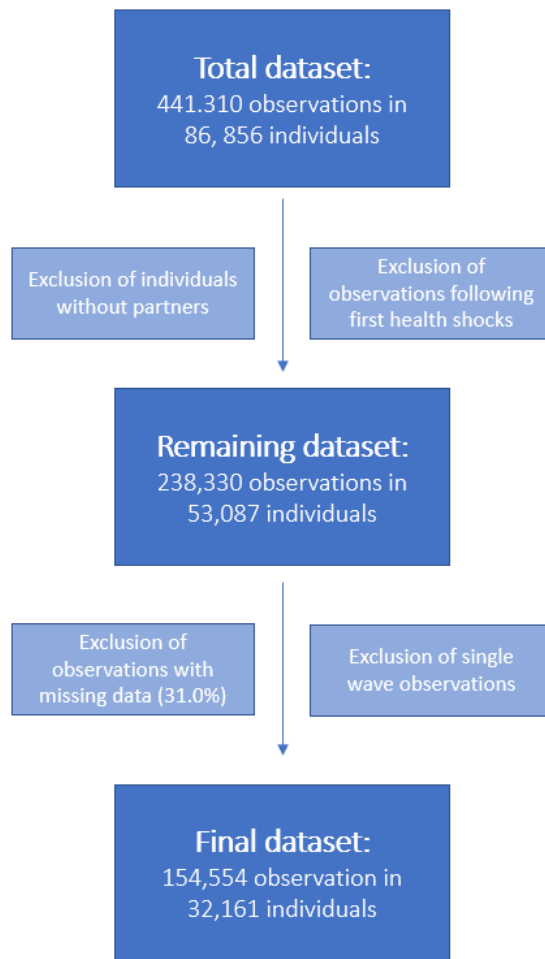 Total dataset:
441.310 observations in
86, 856 individuals
Exclusion of individuals
without partners
Exclusion of
observations following
first health shocks
Remaining dataset:
238,330 observations in
53,087 individuals
Exclusion of
observations with
missing data (31.0%)
Exclusion of single
wave observations
Final dataset:
154,554 observation in
32,161 individuals